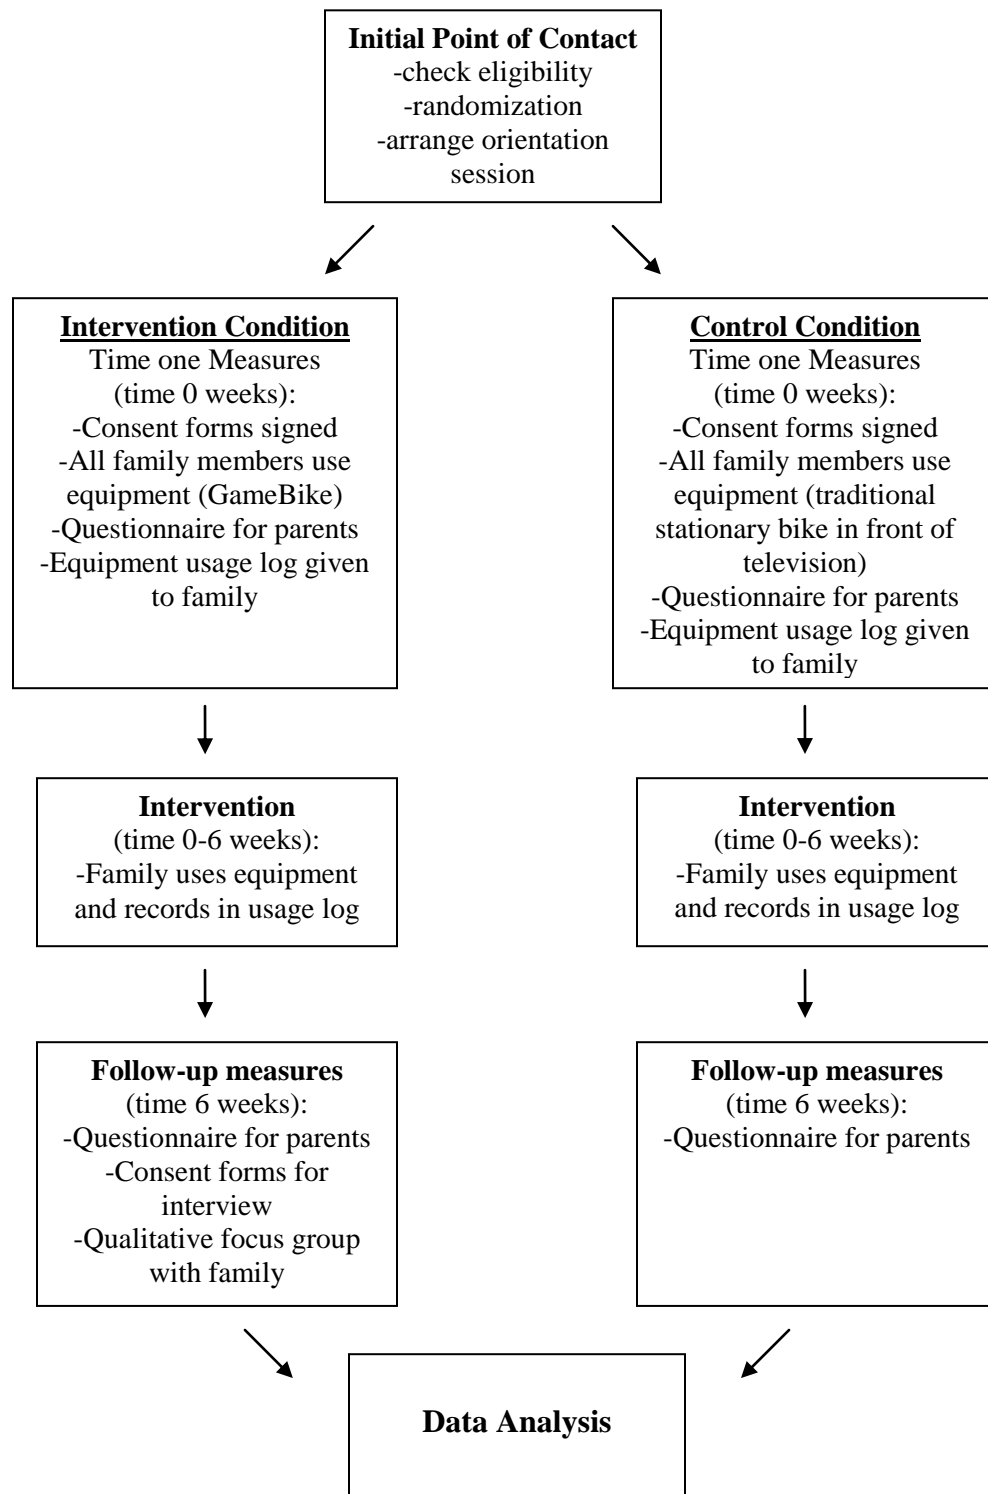 Initial Point of Contact
-check eligibility
-randomization
-arrange orientation
session
Intervention Condition
Time one Measures
(time 0 weeks):
-Consent forms signed
-All family members use
equipment (GameBike)
-Questionnaire for parents
-Equipment usage log given
to family
Control Condition
Time one Measures
(time 0 weeks):
-Consent forms signed
-All family members use
equipment (traditional
stationary bike in front of
television)
-Questionnaire for parents
-Equipment usage log given
to family
Intervention
(time 0-6 weeks):
-Family uses equipment
and records in usage log
Intervention
(time 0-6 weeks):
-Family uses equipment
and records in usage log
Follow-up measures
(time 6 weeks):
-Questionnaire for parents
-Consent forms for
interview
-Qualitative focus group
with family
Follow-up measures
(time 6 weeks):
-Questionnaire for parents
Data Analysis